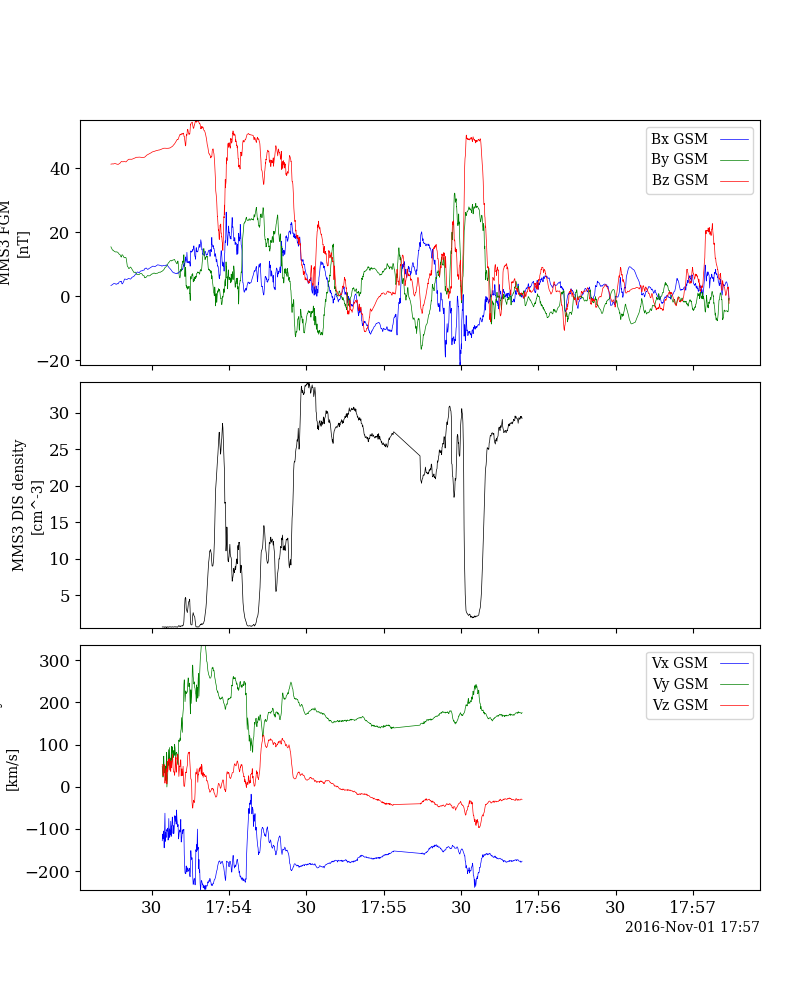 MMS3 FGM
[nT]
40
20
0
−20
Bx GSM
By GSM
Bz GSM
MMS3 DIS density
[cm^-3]
30
25
20
15
10
5
[km/s]
300
200
100
0
−100
−200
Vx GSM
Vy GSM
Vz GSM
30 17:54 30 17:55 30 17:56 30 17:57
2016-Nov-01 17:57